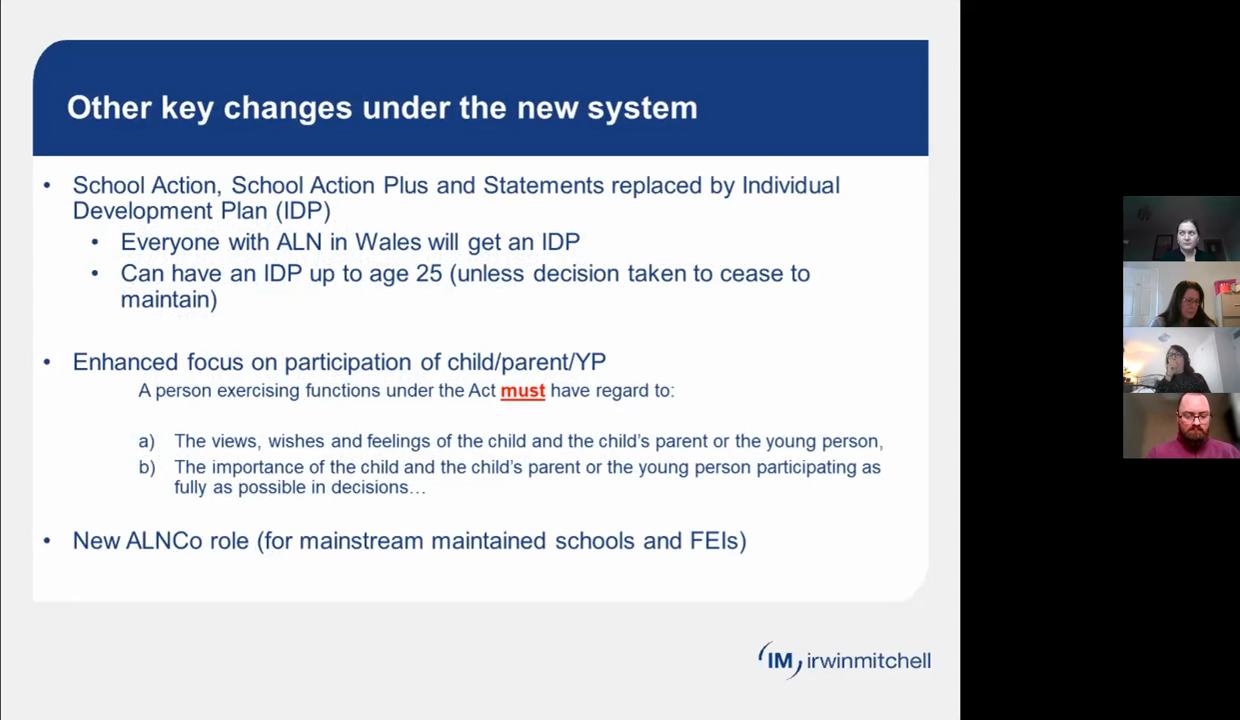 Other key changes under the new system
• School Action, School Action Plus and Statements replaced by Individual
Development Plan (IDP)
• Everyone with ALN in Wales will get an IDP
• Can have an IDP up to age 25 (unless decision taken to cease to
maintain)
• Enhanced focus on participation of child/parent/YP
A person exercising functions under the Act must have regard to:
a) The views, wishes and feelings of the child and the child's parent or the young person,
b) The importance of the child and the child's parent or the young person participating as
fully as possible in decisions…
• New ALNCo role (for mainstream maintained schools and FEIs)
IM irwinmitchell